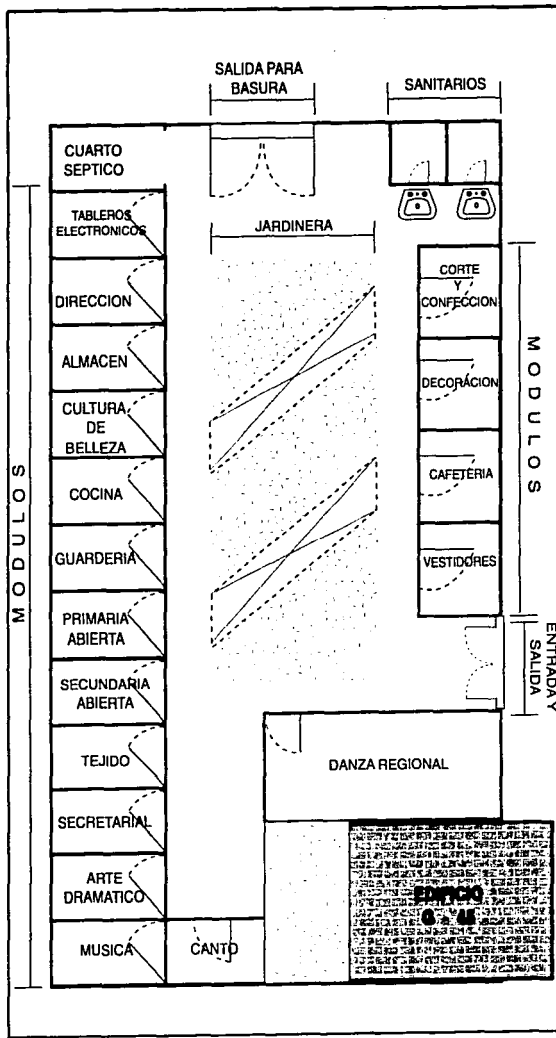 SALIDA PARA
BASURA
SANITARIOS
CUARTO
SEPTICO
TABLEROS
ELECTRONICOS
JARDINERA
DIRECCION
ALMACEN
CULTURA
DE
BELLEZA
COCINA
GUARDERIA
PRIMARIA
ABIERTA
SECUNDARIA
ABIERTA
TEJIDO
SECRETARIAL
ARTE
DRAMATICO
MUSICA
CANTO
MODULOS
CORTE
Y
CONFECCION
DECORACION
CAFETERIA
VESTIDORES
MODULOS
ENTRADA Y
SALIDA
DANZA REGIONAL
EDIFICIO